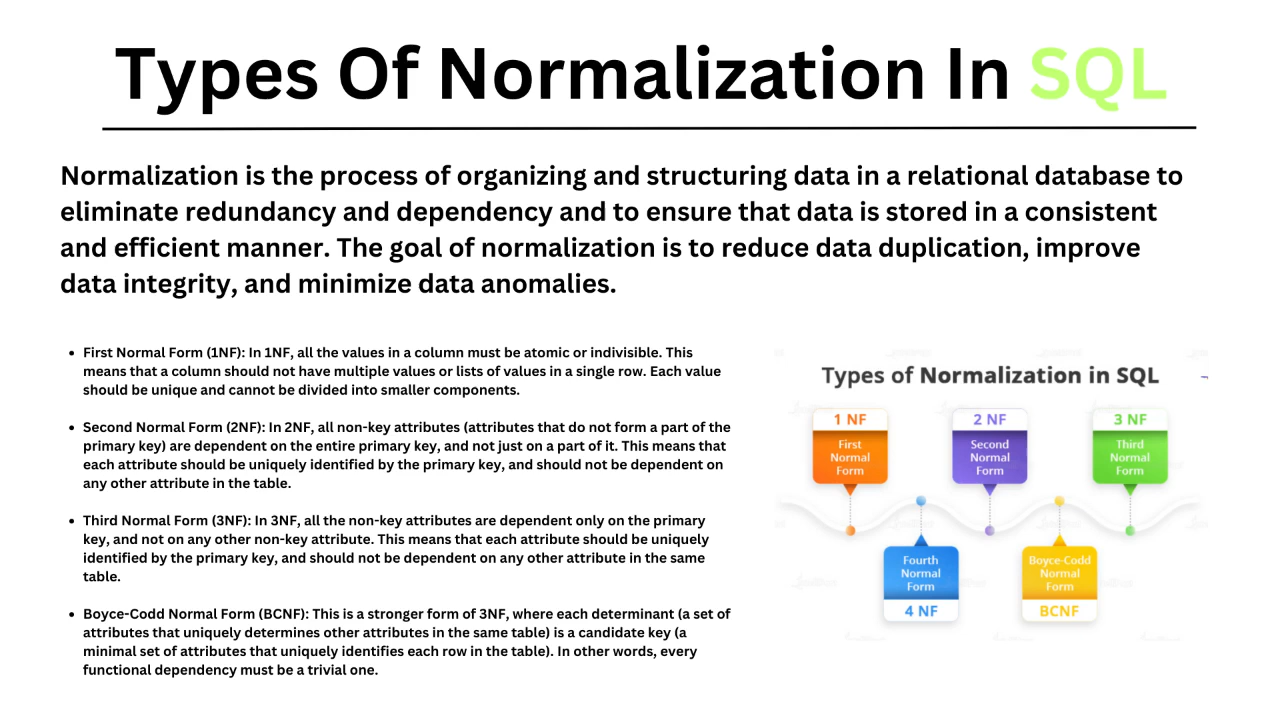 Types Of Normalization In SQL
Normalization is the process of organizing and structuring data in a relational database to
eliminate redundancy and dependency and to ensure that data is stored in a consistent
and efficient manner. The goal of normalization is to reduce data duplication, improve
data integrity, and minimize data anomalies.
• First Normal Form (1NF): In 1NF, all the values in a column must be atomic or indivisible. This
means that a column should not have multiple values or lists of values in a single row. Each value
should be unique and cannot be divided into smaller components.
• Second Normal Form (2NF): In 2NF, all non-key attributes (attributes that do not form a part of the
primary key) are dependent on the entire primary key, and not just on a part of it. This means that
each attribute should be uniquely identified by the primary key, and should not be dependent on
any other attribute in the table.
• Third Normal Form (3NF): In 3NF, all the non-key attributes are dependent only on the primary
key, and not on any other non-key attribute. This means that each attribute should be uniquely
identified by the primary key, and should not be dependent on any other attribute in the same
table.
• Boyce-Codd Normal Form (BCNF): This is a stronger form of 3NF, where each determinant (a set of
attributes that uniquely determines other attributes in the same table) is a candidate key (a
minimal set of attributes that uniquely identifies each row in the table). In other words, every
functional dependency must be a trivial one.
Types of Normalization in SQL
1 NF
First
Normal
Form
2 NF
Second
Normal
Form
3 NF
Third
Normal
Form
Fourth
Normal
Form
4 NF
Boyce-Codd
Normal
Form
BCNF